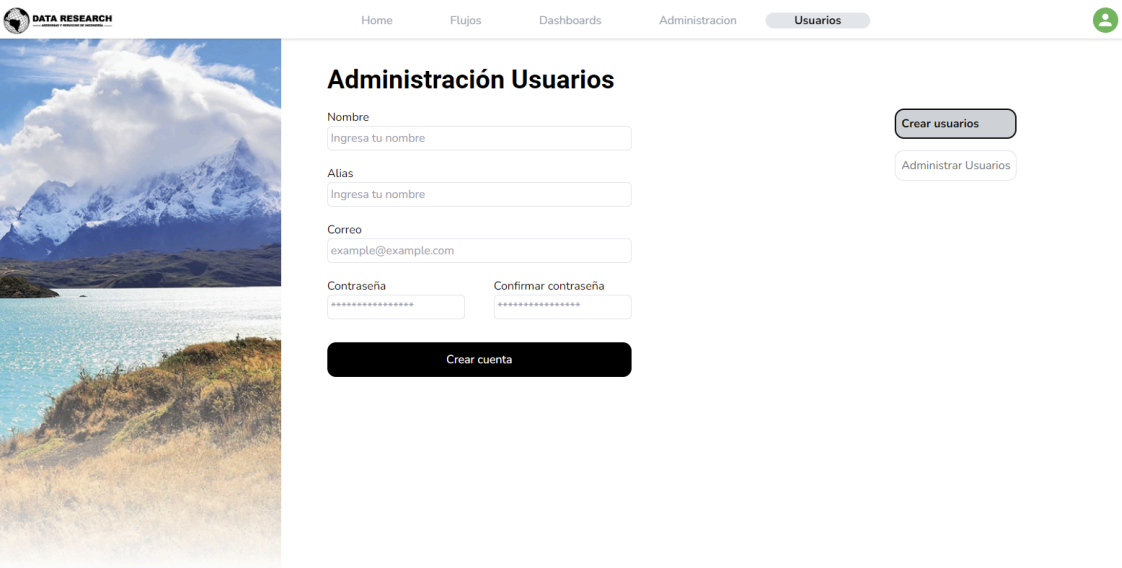 DATA RESEARCH
Home
Flujos
Dashboards
Administracion
Usuarios
Administración Usuarios
Nombre
Ingresa tu nombre
Alias
Ingresa tu nombre
Correo
example@example.com
Contraseña
Confirmar contraseña
****************
****************
Crear cuenta
Crear usuarios
Administrar Usuarios